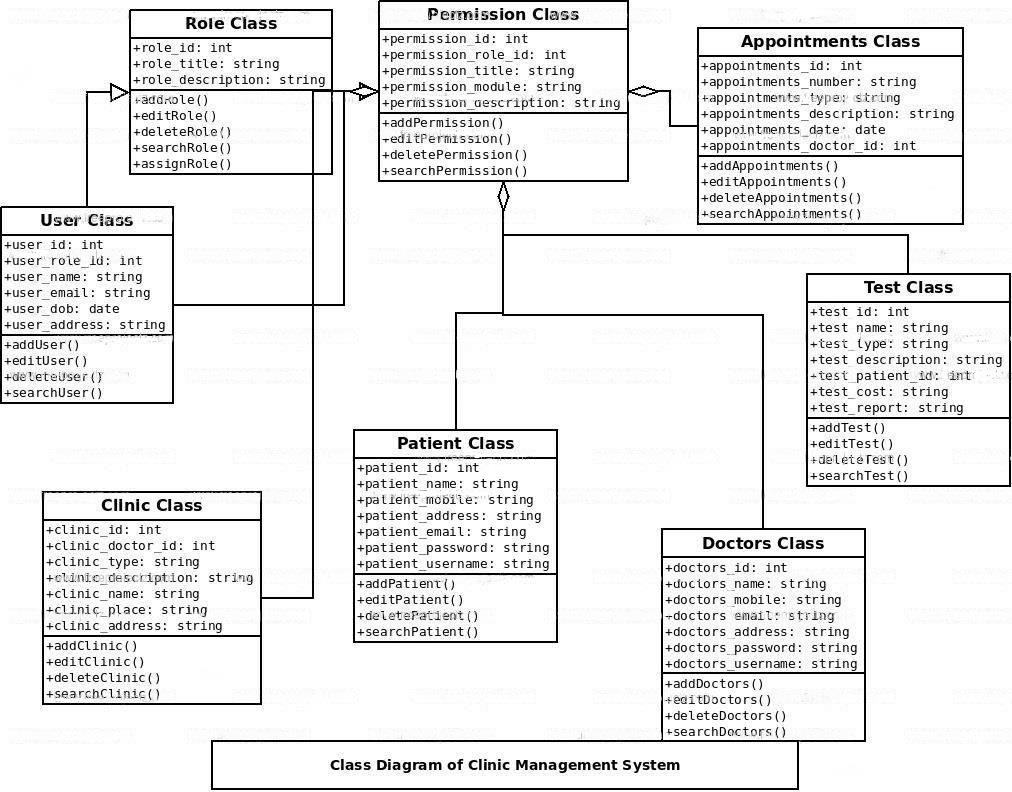 Role Class
+role_id: int
+role_title: string
+role_description: string
+addRole()
+editRole()
+deleteRole()
+searchRole()
+assignRole()
Permission Class
+permission_id: int
+permission_role_id: int
+permission_title: string
+permission_module: string
+permission_description: string
+addPermission()
+editPermission()
+deletePermission()
+searchPermission()
Appointments Class
+appointments_id: int
+appointments_number: string
+appointments_type: string
+appointments_description: string
+appointments_date: date
+appointments_doctor_id: int
+addAppointments()
+editAppointments()
+deleteAppointments()
+searchAppointments()
User Class
+user_id: int
+user_role_id: int
+user_name: string
+user_email: string
+user_dob: date
+user_address: string
+addUser()
+editUser()
+deleteUser()
+searchUser()
Test Class
+test_id: int
+test_name: string
+test_type: string
+test_description: string
+test_patient_id: int
+test_cost: string
+test_report: string
+addTest()
+editTest()
+deleteTest()
+searchTest()
Patient Class
+patient_id: int
+patient_name: string
+patient_mobile: string
+patient_address: string
+patient_email: string
+patient_password: string
+patient_username: string
+addPatient()
+editPatient()
+deletePatient()
+searchPatient()
Clinic Class
+clinic_id: int
+clinic_doctor_id: int
+clinic_type: string
+clinic_description: string
+clinic_name: string
+clinic_place: string
+clinic_address: string
+addClinic()
+editClinic()
+deleteClinic()
+searchClinic()
Doctors Class
+doctors_id: int
+doctors_name: string
+doctors_mobile: string
+doctors_email: string
+doctors_address: string
+doctors_password: string
+doctors_username: string
+addDoctors()
+editDoctors()
+deleteDoctors()
+searchDoctors()
Class Diagram of Clinic Management System